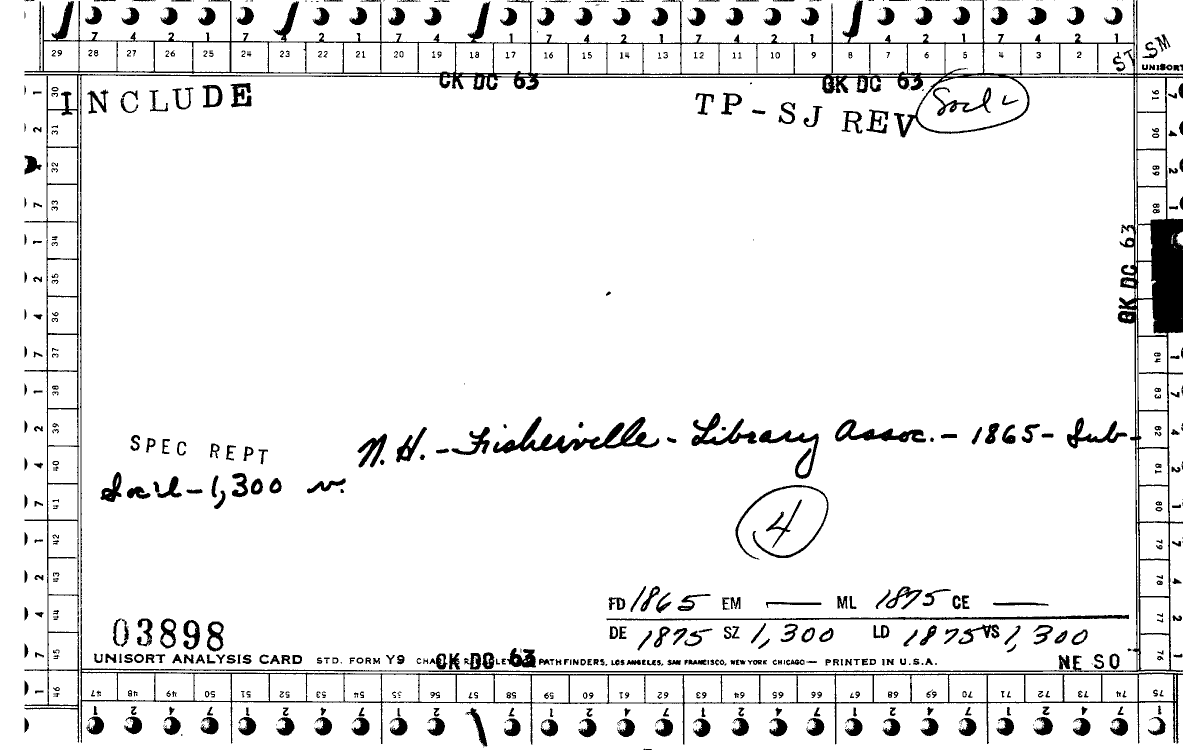 7 4 2 1 7 4 2 1 7 4 2 1 7 4 2 1 7 4 2 1 7 4 2 1 7 4 2 1
29 28 27 26 25 24 23 22 21 20 19 18 17 16 15 14 13 12 11 10 9 8 7 6 5 4 3 2 ST SM
UNISORT
GK DC 63 GK DC 63
INCLUDE TP-SJ REV Socl
GK DC 63
N.H. - Fisherville - Library Assoc. - 1865 - Sub -
SPEC REPT
Soc'l - 1,300 v.
4
FD 1865 EM — ML 1875 CE —
03898 DE 1875 SZ 1,300 LD 1875 VS 1,300
UNISORT ANALYSIS CARD STD. FORM Y9 GK DC 63 PATHFINDERS, LOS ANGELES, SAN FRANCISCO, NEW YORK CHICAGO — PRINTED IN U.S.A. NE SO
30 31 32 33 34 35 36 37 38 39 40 41 42 43 44 45 46
91 90 89 88 84 83 82 81 80 79 78 77 76
47 48 49 50 51 52 53 54 55 56 57 58 59 60 61 62 63 64 65 66 67 68 69 70 71 72 73 74 75